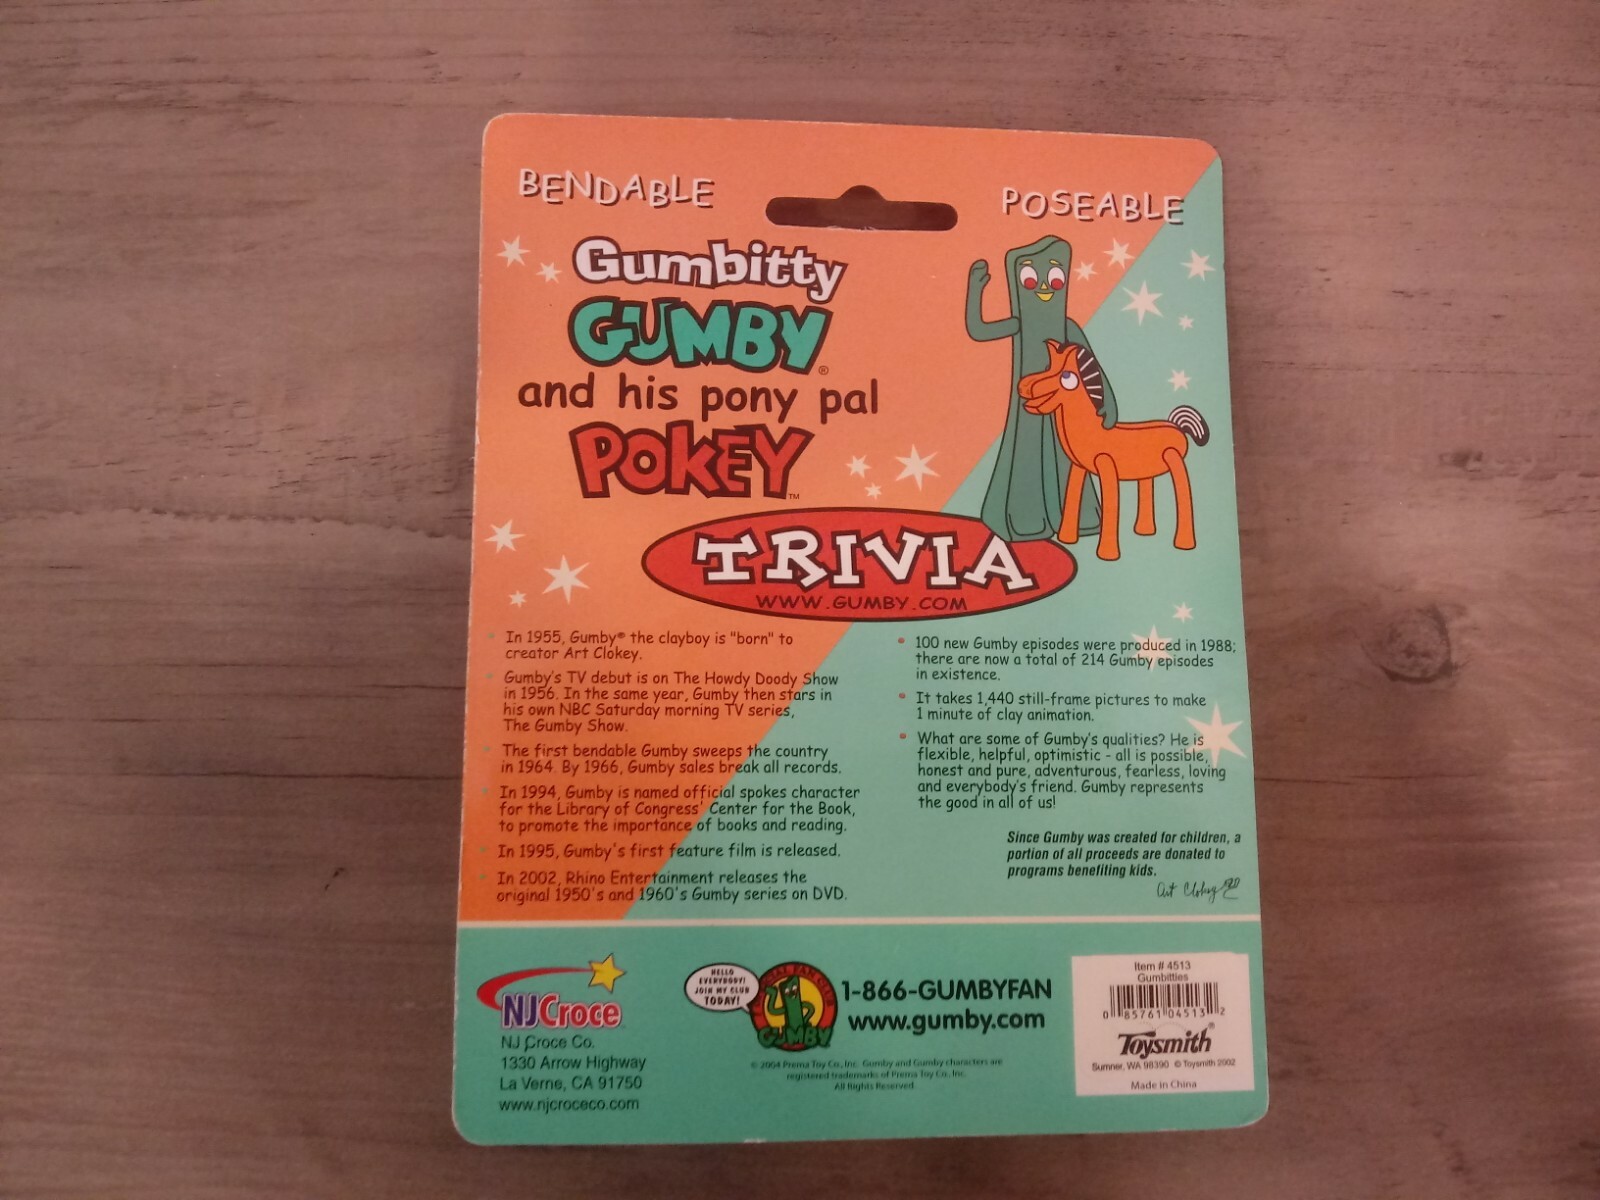 BENDABLE
POSEABLE
Gumbitty
GUMBY®
and his pony pal
POKEY™
TRIVIA
WWW.GUMBY.COM
In 1955, Gumby® the clayboy is "born" to
creator Art Clokey.
Gumby's TV debut is on The Howdy Doody Show
in 1956. In the same year, Gumby then stars in
his own NBC Saturday morning TV series,
The Gumby Show.
The first bendable Gumby sweeps the country
in 1964. By 1966, Gumby sales break all records.
In 1994, Gumby is named official spokes character
for the Library of Congress' Center for the Book,
to promote the importance of books and reading.
In 1995, Gumby's first feature film is released.
In 2002, Rhino Entertainment releases the
original 1950's and 1960's Gumby series on DVD.
100 new Gumby episodes were produced in 1988;
there are now a total of 214 Gumby episodes
in existence.
It takes 1,440 still-frame pictures to make
1 minute of clay animation.
What are some of Gumby's qualities? He is
flexible, helpful, optimistic - all is possible,
honest and pure, adventurous, fearless, loving
and everybody's friend. Gumby represents
the good in all of us!
Since Gumby was created for children, a
portion of all proceeds are donated to
programs benefiting kids.
Art Clokey
NJCroce
NJ Croce Co.
1330 Arrow Highway
La Verne, CA 91750
www.njcroceco.com
HELLO
EVERYBODY!
JOIN MY CLUB
TODAY!
FAN CLUB
GUMBY
1-866-GUMBYFAN
www.gumby.com
© 2004 Prema Toy Co., Inc. Gumby and Gumby characters are
registered trademarks of Prema Toy Co., Inc.
All Rights Reserved
Item # 4513
Gumbitties
0 85761 04513 2
Toysmith®
Sumner, WA 98390 © Toysmith 2002
Made in China